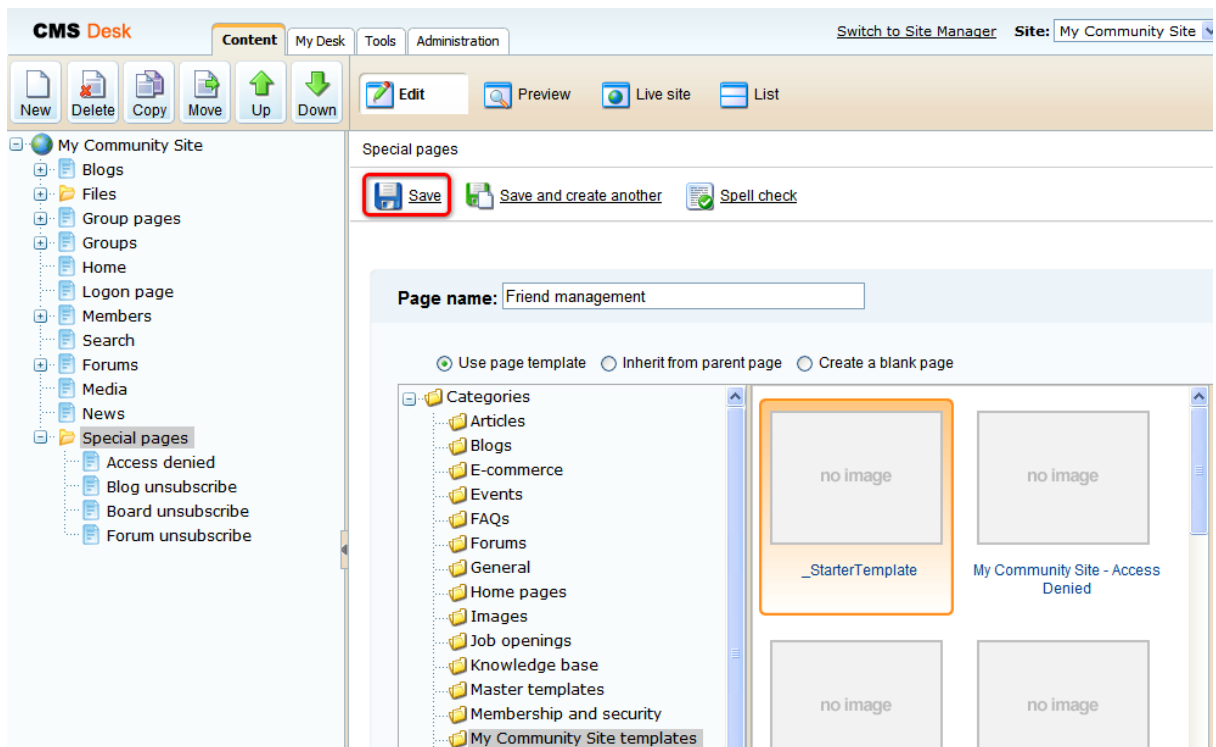 CMS Desk
Content My Desk Tools Administration
Switch to Site Manager Site: My Community Site
New Delete Copy Move Up Down
Edit Preview Live site List
My Community Site
Blogs
Files
Group pages
Groups
Home
Logon page
Members
Search
Forums
Media
News
Special pages
Access denied
Blog unsubscribe
Board unsubscribe
Forum unsubscribe
Special pages
Save Save and create another Spell check
Page name: Friend management
Use page template Inherit from parent page Create a blank page
Categories
Articles
Blogs
E-commerce
Events
FAQs
Forums
General
Home pages
Images
Job openings
Knowledge base
Master templates
Membership and security
My Community Site templates
no image no image
_StarterTemplate My Community Site - Access
Denied
no image no image